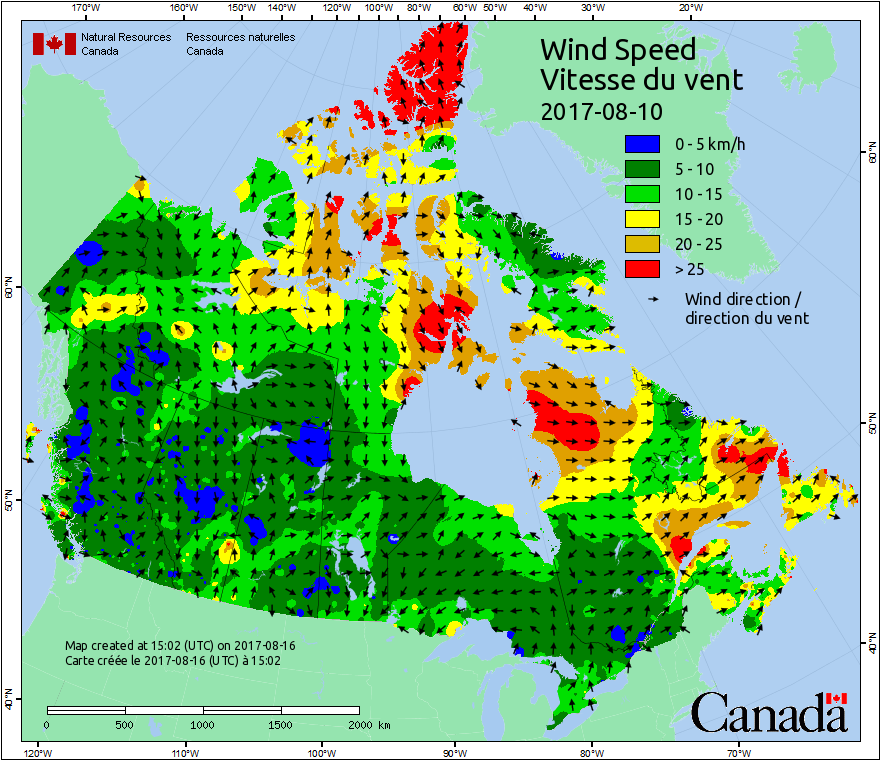 170°W 160°W 150°W 140°W 130°W 120°W 110°W 100°W 90°W 80°W 70°W 60°W 50°W 40°W 30°W 20°W
Natural Resources Ressources naturelles
Canada Canada
Wind Speed
Vitesse du vent
2017-08-10
0 - 5 km/h
5 - 10
10 - 15
15 - 20
20 - 25
> 25
Wind direction /
direction du vent
60°N
60°N
50°N
50°N
40°N
40°N
Map created at 15:02 (UTC) on 2017-08-16
Carte créée le 2017-08-16 (UTC) à 15:02
0 500 1000 1500 2000 km
Canada
120°W 110°W 100°W 90°W 80°W 70°W